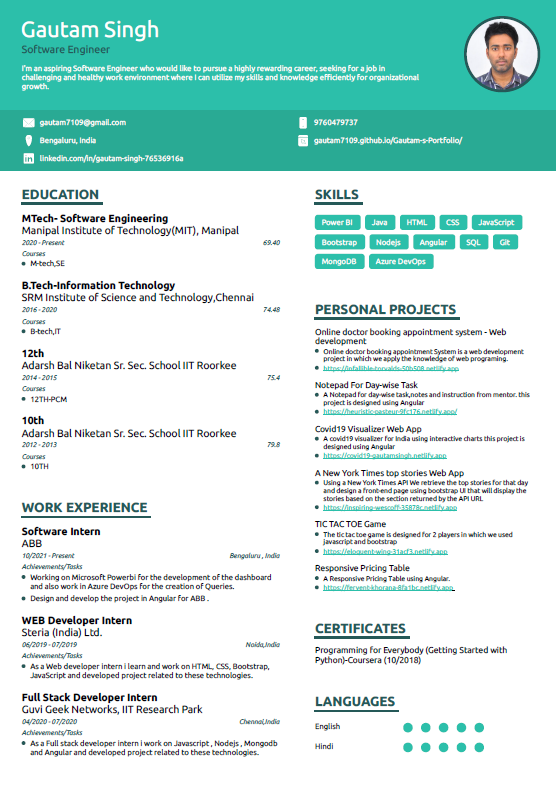 Gautam Singh
Software Engineer
I'm an aspiring Software Engineer who would like to pursue a highly rewarding career, seeking for a job in
challenging and healthy work environment where i can utilize my skills and knowledge efficiently for organizational
growth.
gautam7109@gmail.com
9760479737
Bengaluru, India
gautam7109.github.io/Gautam-s-Portfolio/
linkedin.com/in/gautam-singh-76536916a
EDUCATION
MTech- Software Engineering
Manipal Institute of Technology(MIT), Manipal
2020 - Present 69.40
Courses
M-tech,SE
B.Tech-Information Technology
SRM Institute of Science and Technology,Chennai
2016 - 2020 74.48
Courses
B-tech,IT
12th
Adarsh Bal Niketan Sr. Sec. School IIT Roorkee
2014 - 2015 75.4
Courses
12TH-PCM
10th
Adarsh Bal Niketan Sr. Sec. School IIT Roorkee
2012 - 2013 79.8
Courses
10TH
WORK EXPERIENCE
Software Intern
ABB
10/2021 - Present Bengaluru , India
Achievements/Tasks
Working on Microsoft Powerbi for the development of the dashboard
and also work in Azure DevOps for the creation of Queries.
Design and develop the project in Angular for ABB .
WEB Developer Intern
Steria (India) Ltd.
06/2019 - 07/2019 Noida,India
Achievements/Tasks
As a Web developer intern i learn and work on HTML, CSS, Bootstrap,
JavaScript and developed project related to these technologies.
Full Stack Developer Intern
Guvi Geek Networks, IIT Research Park
04/2020 - 07/2020 Chennai,India
Achievements/Tasks
As a Full stack developer intern i work on Javascript , Nodejs , Mongodb
and Angular and developed project related to these technologies.
SKILLS
Power BI Java HTML CSS JavaScript
Bootstrap Nodejs Angular SQL Git
MongoDB Azure DevOps
PERSONAL PROJECTS
Online doctor booking appointment system - Web
development
Online doctor booking appointment System is a web development
project in which we apply the knowledge of web programing.
https://infallible-torvalds-50b508.netlify.app
Notepad For Day-wise Task
A Notepad for day-wise task,notes and instruction from mentor. this
project is designed using Angular
https://heuristic-pasteur-9fc176.netlify.app/
Covid19 Visualizer Web App
A covid19 visualizer for India using interactive charts this project is
designed using Angular
https://covid19-gautamsingh.netlify.app
A New York Times top stories Web App
Using a New York Times API We retrieve the top stories for that day
and design a front-end page using bootstrap UI that will display the
stories based on the section returned by the API URL.
https://inspiring-wescoff-35878c.netlify.app
TIC TAC TOE Game
The tic tac toe game is designed for 2 players in which we used
javascript and bootstrap
https://eloquent-wing-31acf3.netlify.app
Responsive Pricing Table
A Responsive Pricing Table using Angular.
https://fervent-khorana-8fa1bc.netlify.app
CERTIFICATES
Programming for Everybody (Getting Started with
Python)-Coursera (10/2018)
LANGUAGES
English
Hindi